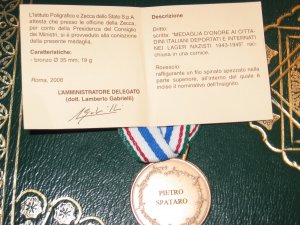 L'Istituto Poligrafico e Zecca dello Stato S.p.A.
attesta che presso le officine della Zecca,
per conto della Presidenza del Consiglio
dei Ministri, si è provveduto alla coniazione
della presente medaglia.
Caratteristiche:
- bronzo Ø 35 mm; 19 g
Roma, 2008
L'AMMINISTRATORE DELEGATO
(dott. Lamberto Gabrielli)
Descrizione
Diritto:
scritta: "MEDAGLIA D'ONORE AI CITTA-
DINI ITALIANI DEPORTATI E INTERNATI
NEI LAGER NAZISTI 1943-1945" rac-
chiusa in una cornice.
Rovescio:
raffigurante un filo spinato spezzato nella
parte superiore, all'interno del quale è
inciso il nominativo dell'insignito.
PIETRO
SPATARO